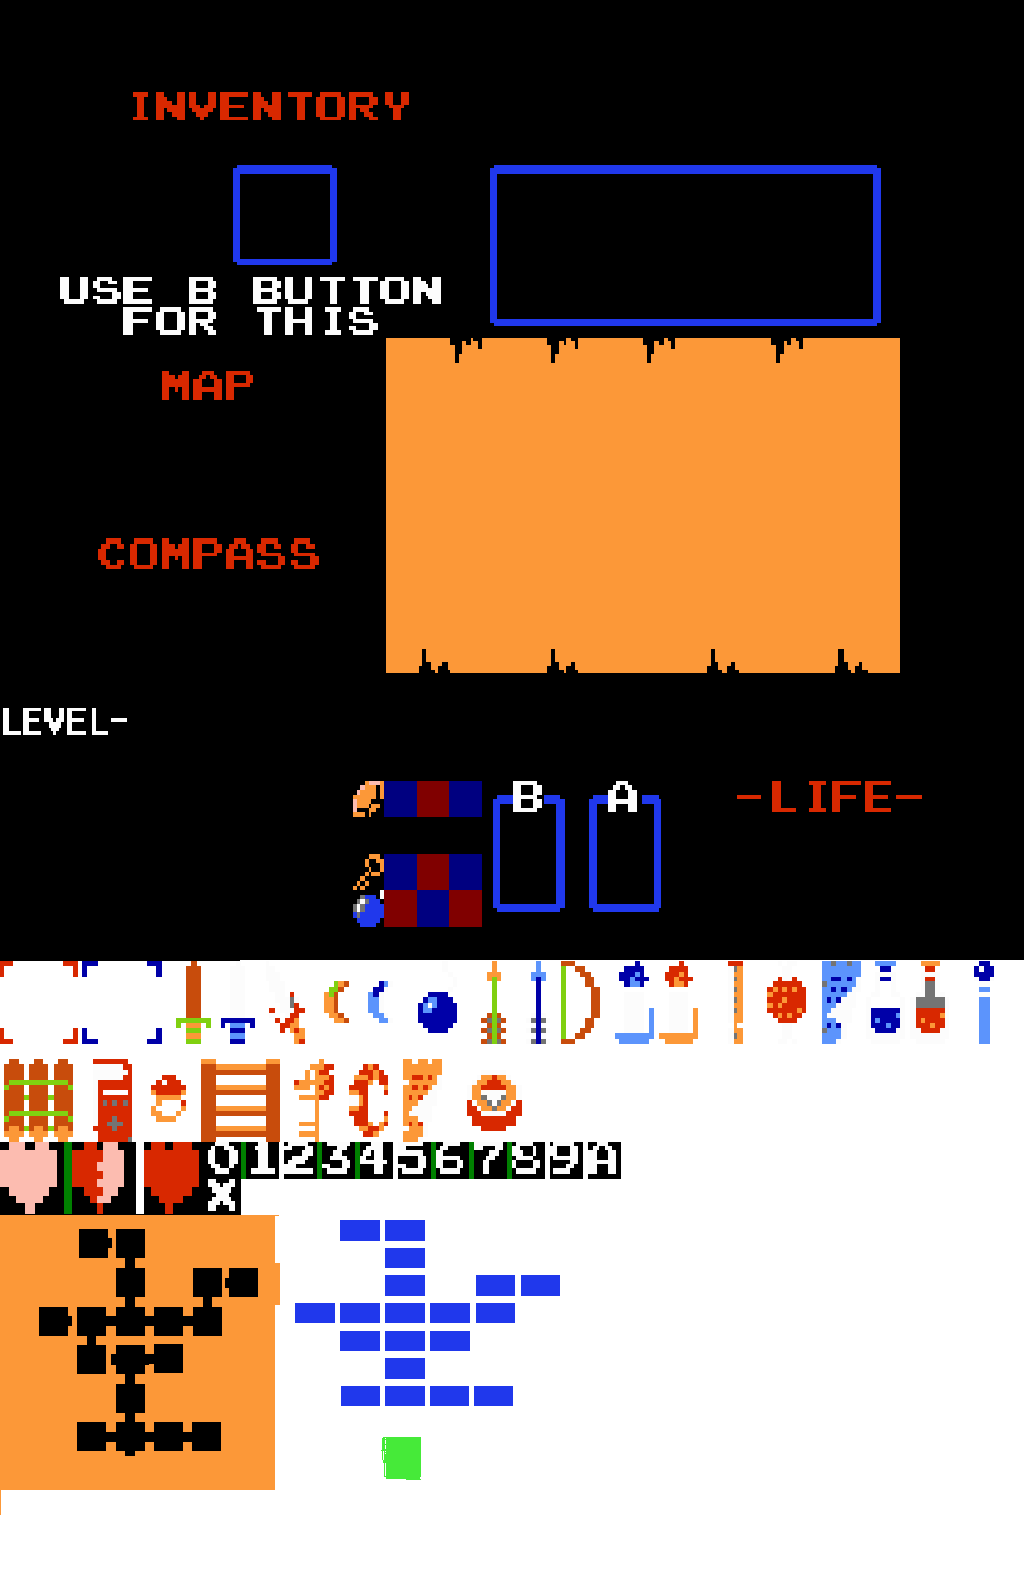 INVENTORY
USE B BUTTON
FOR THIS
MAP
COMPASS
LEVEL-
B A -LIFE-
0123456789A
X